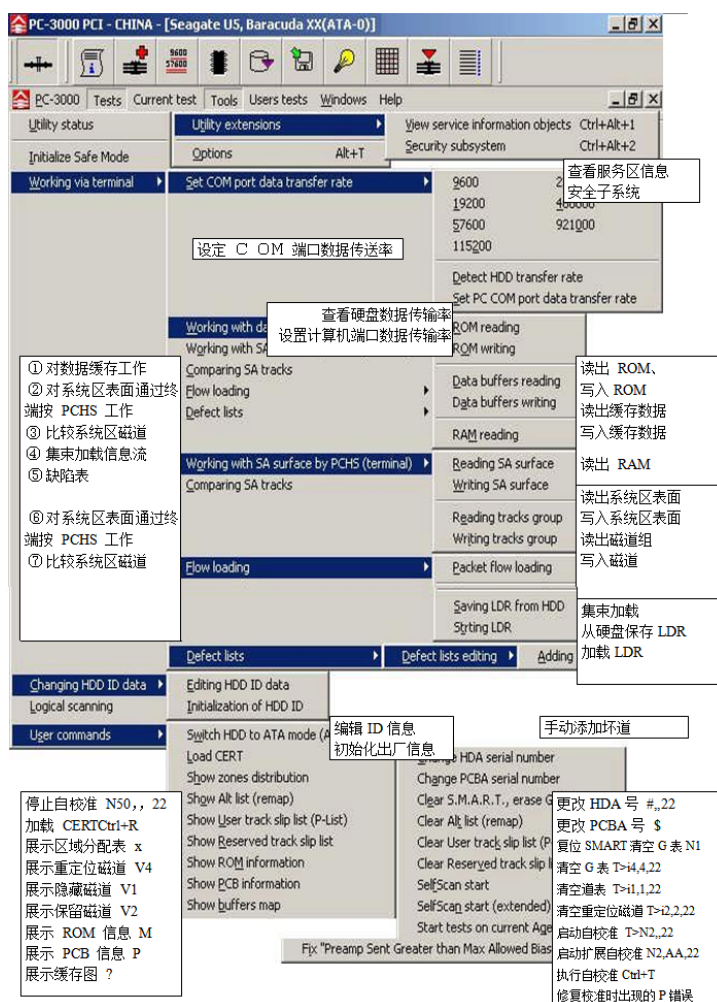 PC-3000 PCI - CHINA - [Seagate U5, Baracuda XX(ATA-0)]
9600
57600
PC-3000 Tests Current test Tools Users tests Windows Help
Utility status
Utility extensions
View service information objects Ctrl+Alt+1
Security subsystem Ctrl+Alt+2
Initialize Safe Mode
Options Alt+T
查看服务区信息
安全子系统
Working via terminal
Set COM port data transfer rate
9600
19200
57600 921000
115200
设定 C OM 端口数据传送率
Detect HDD transfer rate
Set PC COM port data transfer rate
查看硬盘数据传输率
设置计算机端口数据传输率
Working with
Working with SA
Comparing SA tracks
Flow loading
Defect lists
ROM reading
ROM writing
Data buffers reading
Data buffers writing
RAM reading
①对数据缓存工作
②对系统区表面通过终
端按 PCHS 工作
③比较系统区磁道
④集束加载信息流
⑤缺陷表
⑥对系统区表面通过终
端按 PCHS 工作
⑦比较系统区磁道
读出 ROM、
写入 ROM
读出缓存数据
写入缓存数据
读出 RAM
Working with SA surface by PCHS (terminal)
Comparing SA tracks
Reading SA surface
Writing SA surface
Reading tracks group
Writing tracks group
读出系统区表面
写入系统区表面
读出磁道组
写入磁道
Flow loading
Packet flow loading
Saving LDR from HDD
Strting LDR
集束加载
从硬盘保存 LDR
加载 LDR
Defect lists
Defect lists editing
Adding
Changing HDD ID data
Editing HDD ID data
Logical scanning
Initialization of HDD ID
编辑 ID 信息
初始化出厂信息
手动添加坏道
User commands
Switch HDD to ATA mode (A
Load CERT
Show zones distribution
Show Alt list (remap)
Show User track slip list (P-List)
Show Reserved track slip list
Show ROM information
Show PCB information
Show buffers map
Change HDA serial number
Change PCBA serial number
Clear S.M.A.R.T., erase G
Clear Alt list (remap)
Clear User track slip list (P
Clear Reserved track slip l
SelfScan start
SelfScan start (extended)
Start tests on current Age
Fix "Preamp Sent Greater than Max Allowed Bias
停止自校准 N50,，22
加载 CERTCtrl+R
展示区域分配表 x
展示重定位磁道 V4
展示隐藏磁道 V1
展示保留磁道 V2
展示 ROM 信息 M
展示 PCB 信息 P
展示缓存图 ?
更改 HDA 号 #,,22
更改 PCBA 号 $
复位 SMART 清空 G 表 N1
清空 G 表 T>i4,4,22
清空道表 T>i1,1,22
清空重定位磁道 T>i2,2,22
启动自校准 T>N2,,22
启动扩展自校准 N2,AA,22
执行自校准 Ctrl+T
修复校准时出现的 P 错误